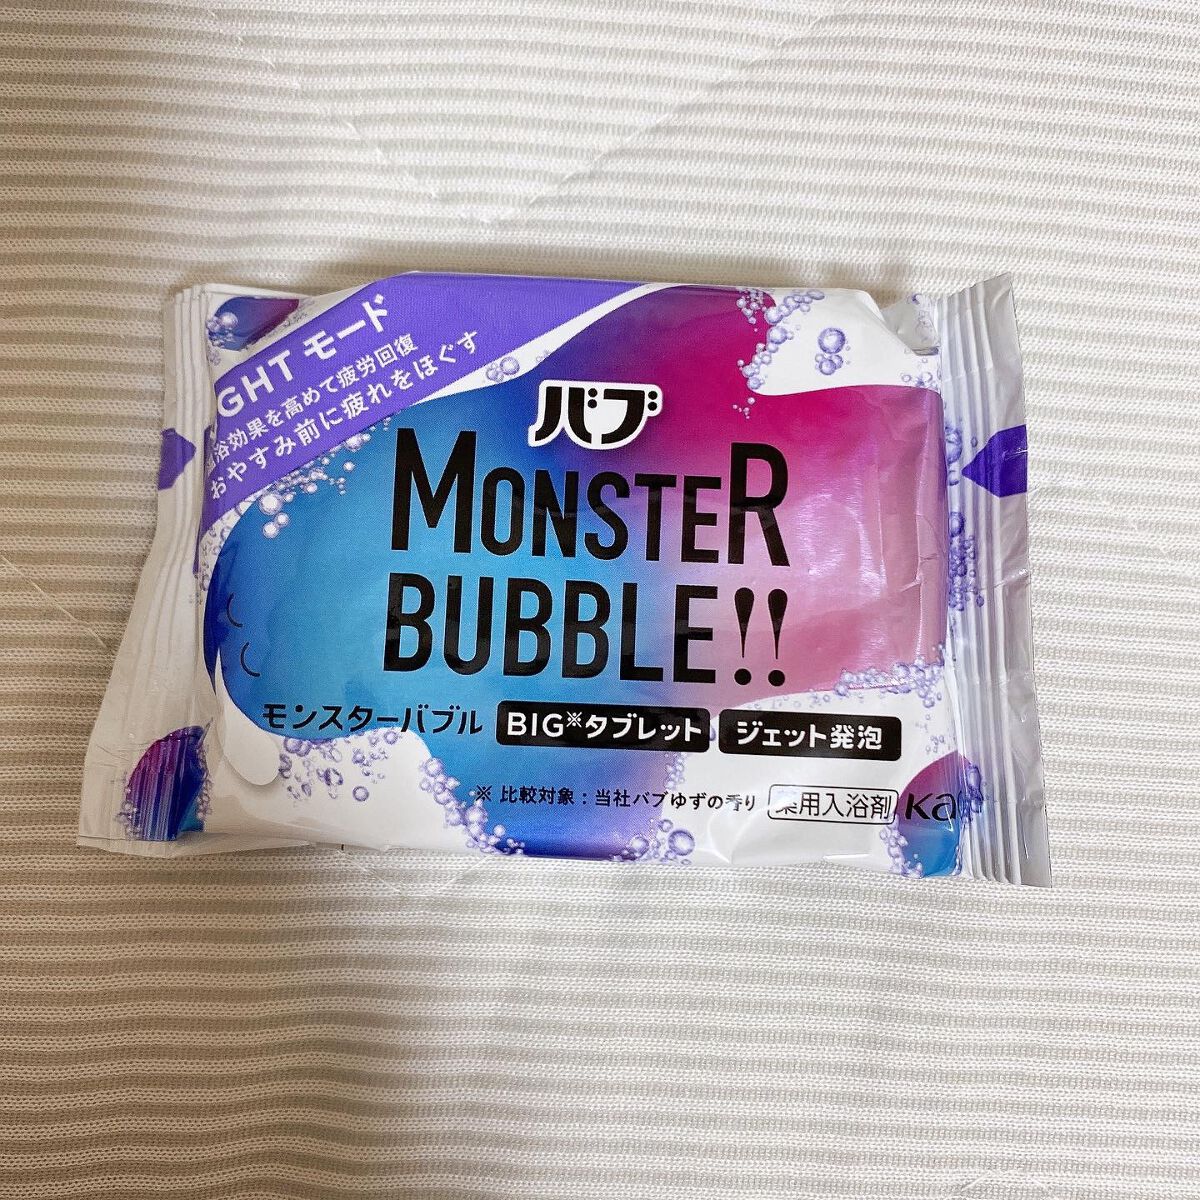 GHT モード
浴効果を高めて疲労回復
おやすみ前に疲れをほぐす
バブ
MONSTER
BUBBLE!!
モンスターバブル BIG※タブレット ジェット発泡
※ 比較対象：当社バブゆずの香り 薬用入浴剤 Ka